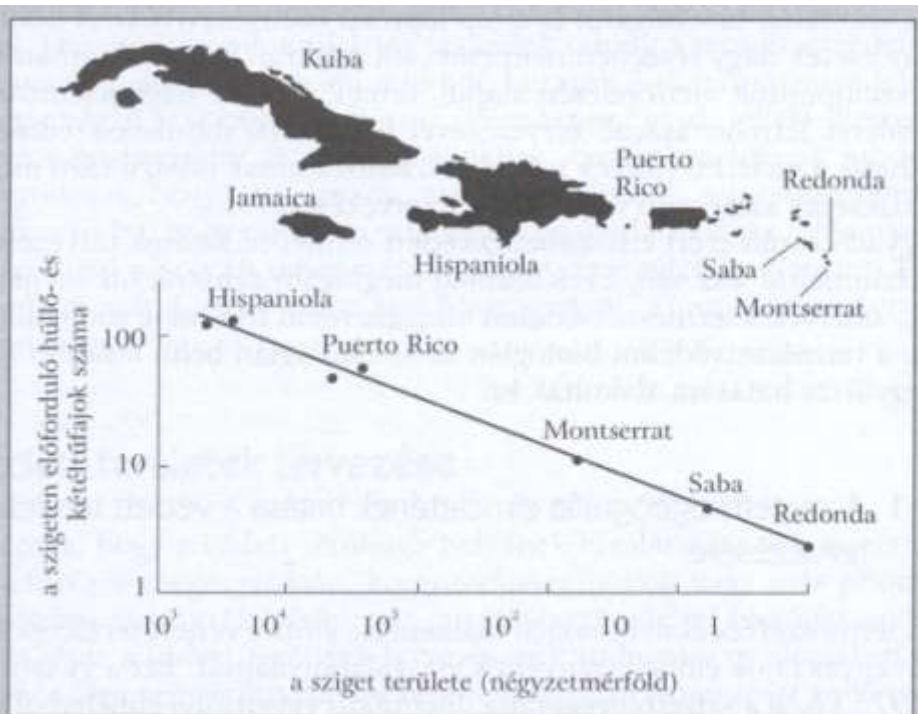 Kuba
Puerto
Rico
Redonda
Jamaica
Hispaniola
Saba
Montserrat
a szigeten előforduló hüllő- és
kétéltűfajok száma
Hispaniola
100
Puerto Rico
Montserrat
10
Saba
Redonda
1
10⁵ 10⁴ 10³ 10² 10 1
a sziget területe (négyzetmérföld)